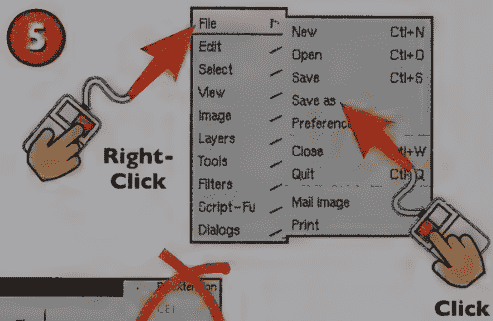 5
File
Edit
Select
View
Image
Layers
Tools
Filters
Script-Fu
Dialogs
New Ctl+N
Open Ctl+O
Save Ctl+S
Save as
Close
Quit
Mail Image
Print
Right-
Click
Click